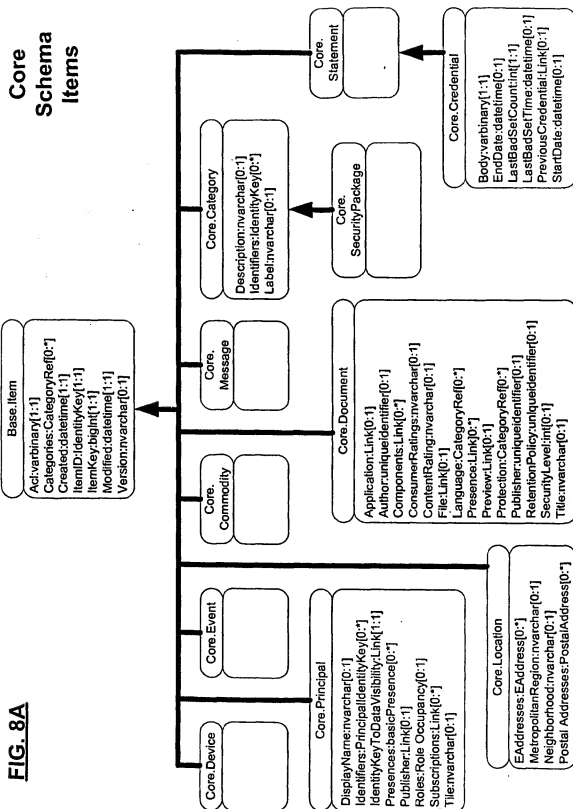 FIG. 8A
Core
Schema
Items
Base.Item
Acl:varbinary[1:1]
Categories:CategoryRef[0:*]
Created:datetime[1:1]
ItemID:IdentityKey[1:1]
ItemKey:bigInt[1:1]
Modified:datetime[1:1]
Version:nvarchar[0:1]
Core.Device
Core.Event
Core.
Commodity
Core.
Message
Core.Category
Description:nvarchar[0:1]
Identifiers:IdentityKey[0:*]
Label:nvarchar[0:1]
Core.
Statement
Core.Principal
DisplayName:nvarchar[0:1]
Identifiers:PrincipalIdentityKey[0:*]
IdentityKeyToDataVisibility:Link[1:1]
Presences:basicPresence[0:*]
Publisher:Link[0:1]
Roles:Role Occupancy[0:1]
Subscriptions:Link[0:*]
Tile:nvarchar[0:1]
Core.Document
Application:Link[0:1]
Author:uniqueidentifier[0:1]
Components:Link[0:*]
ConsumerRatings:nvarchar[0:1]
ContentRating:nvarchar[0:1]
File:Link[0:1]
Language:CategoryRef[0:*]
Presence:Link[0:*]
Preview:Link[0:1]
Protection:CategoryRef[0:*]
Publisher:uniqueidentifier[0:1]
RetentionPolicy:uniqueidentifier[0:1]
SecurityLevel:int[0:1]
Title:nvarchar[0:1]
Core.
SecurityPackage
Core.Location
EAddresses:EAddress[0:*]
MetropolitanRegion:nvarchar[0:1]
Neighborhood:nvarchar[0:1]
Postal Addresses:PostalAddress[0:*]
Core.Credential
Body:varbinary[1:1]
EndDate:datetime[0:1]
LastBadSetCount:int[1:1]
LastBadSetTime:datetime[0:1]
PreviousCredential:Link[0:1]
StartDate:datetime[0:1]